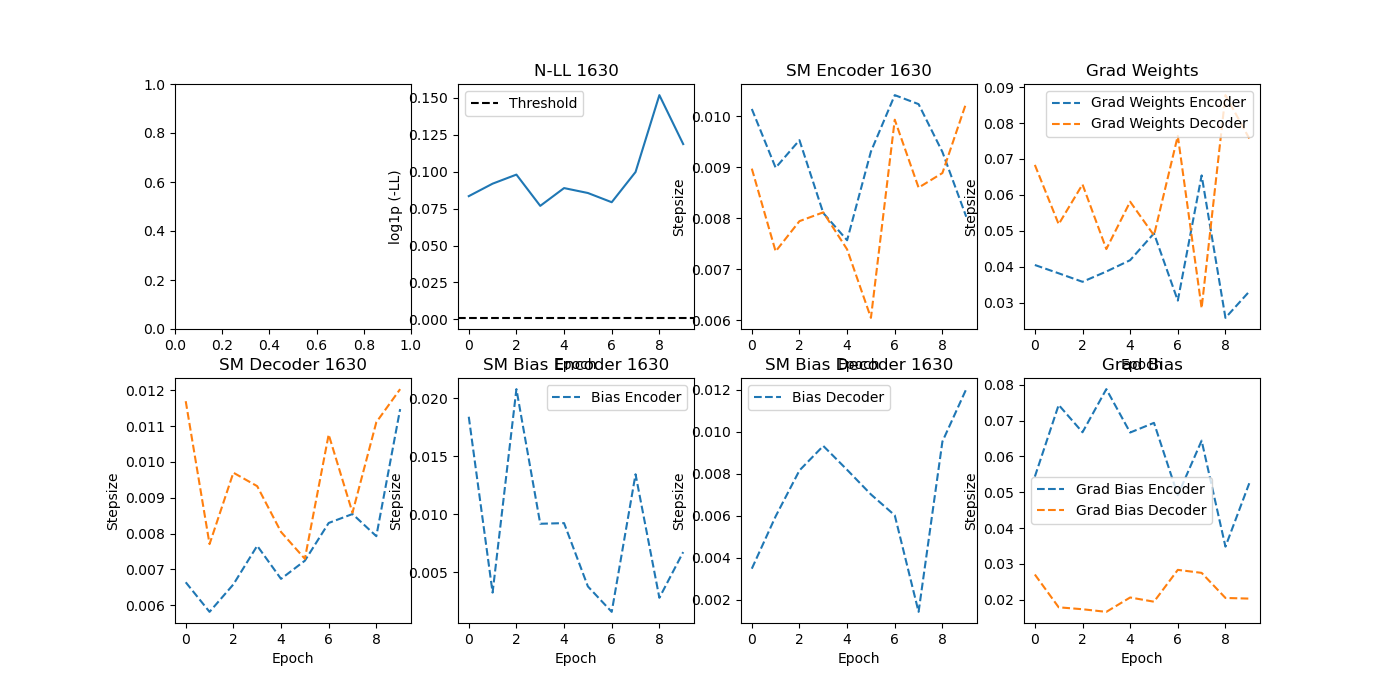 N-LL 1630
SM Encoder 1630
Grad Weights
1.0
0.8
0.6
0.4
0.2
0.0
0.0 0.2 0.4 0.6 0.8 1.0
log1p (-LL)
0.150
0.125
0.100
0.075
0.050
0.025
0.000
Threshold
0 2 4 6 8
Epoch
Stepsize
0.010
0.009
0.008
0.007
0.006
0 2 4 6 8
Epoch
Stepsize
0.09
0.08
0.07
0.06
0.05
0.04
0.03
Grad Weights Encoder
Grad Weights Decoder
0 2 4 6 8
Epoch
SM Decoder 1630
SM Bias Encoder 1630
SM Bias Decoder 1630
Grad Bias
Stepsize
0.012
0.011
0.010
0.009
0.008
0.007
0.006
0 2 4 6 8
Epoch
Stepsize
0.020
0.015
0.010
0.005
Bias Encoder
0 2 4 6 8
Epoch
Stepsize
0.012
0.010
0.008
0.006
0.004
0.002
Bias Decoder
0 2 4 6 8
Epoch
Stepsize
0.08
0.07
0.06
0.05
0.04
0.03
0.02
Grad Bias Encoder
Grad Bias Decoder
0 2 4 6 8
Epoch